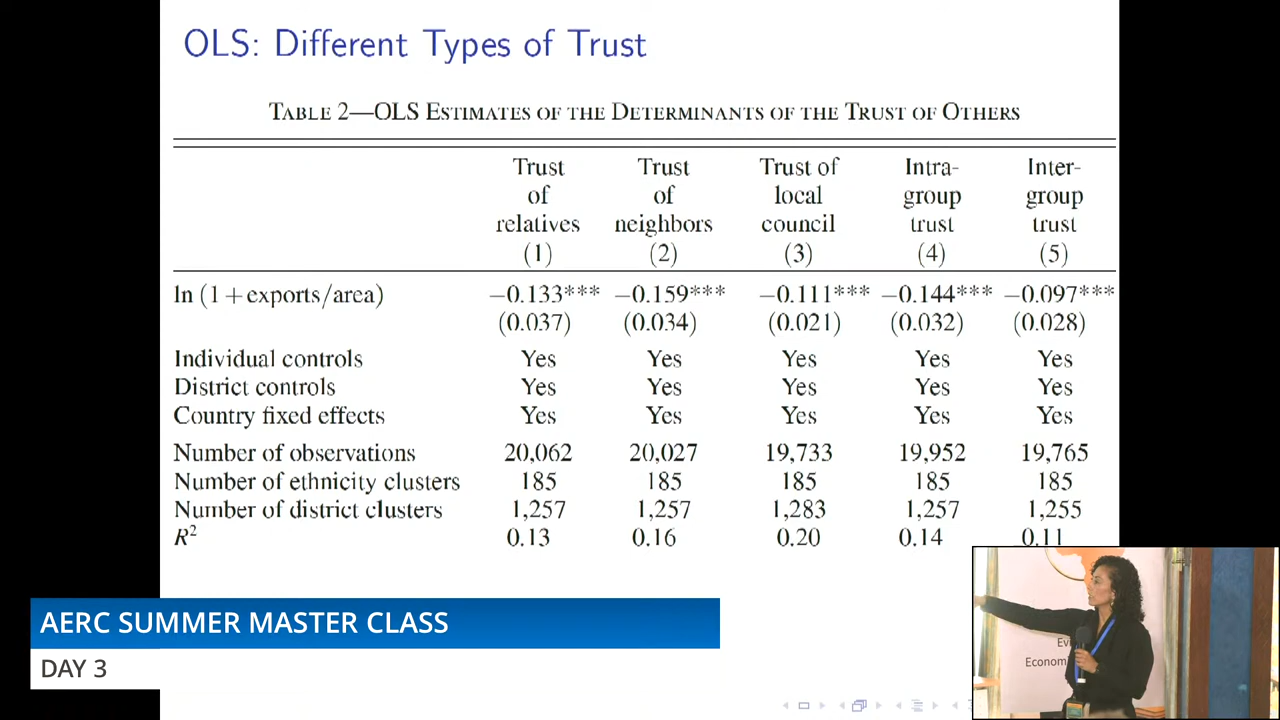 OLS: Different Types of Trust
TABLE 2—OLS ESTIMATES OF THE DETERMINANTS OF THE TRUST OF OTHERS
Trust of relatives (1) Trust of neighbors (2) Trust of local council (3) Intra-group trust (4) Inter-group trust (5)
ln (1+exports/area) −0.133*** −0.159*** −0.111*** −0.144*** −0.097***
(0.037) (0.034) (0.021) (0.032) (0.028)
Individual controls Yes Yes Yes Yes Yes
District controls Yes Yes Yes Yes Yes
Country fixed effects Yes Yes Yes Yes Yes
Number of observations 20,062 20,027 19,733 19,952 19,765
Number of ethnicity clusters 185 185 185 185 185
Number of district clusters 1,257 1,257 1,283 1,257 1,255
R² 0.13 0.16 0.20 0.14 0.11
AERC SUMMER MASTER CLASS
DAY 3
Econom